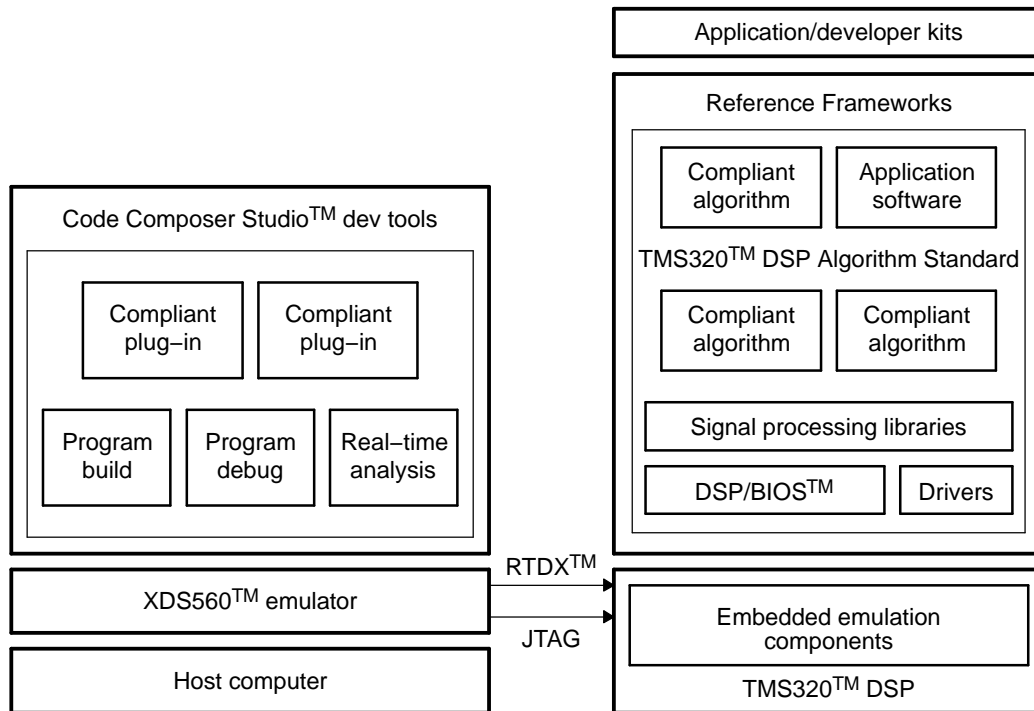 Application/developer kits
Reference Frameworks
Compliant
algorithm
Application
software
TMS320™ DSP Algorithm Standard
Compliant
algorithm
Compliant
algorithm
Signal processing libraries
DSP/BIOS™
Drivers
Code Composer Studio™ dev tools
Compliant
plug−in
Compliant
plug−in
Program
build
Program
debug
Real−time
analysis
XDS560™ emulator
Host computer
RTDX™
JTAG
Embedded emulation
components
TMS320™ DSP